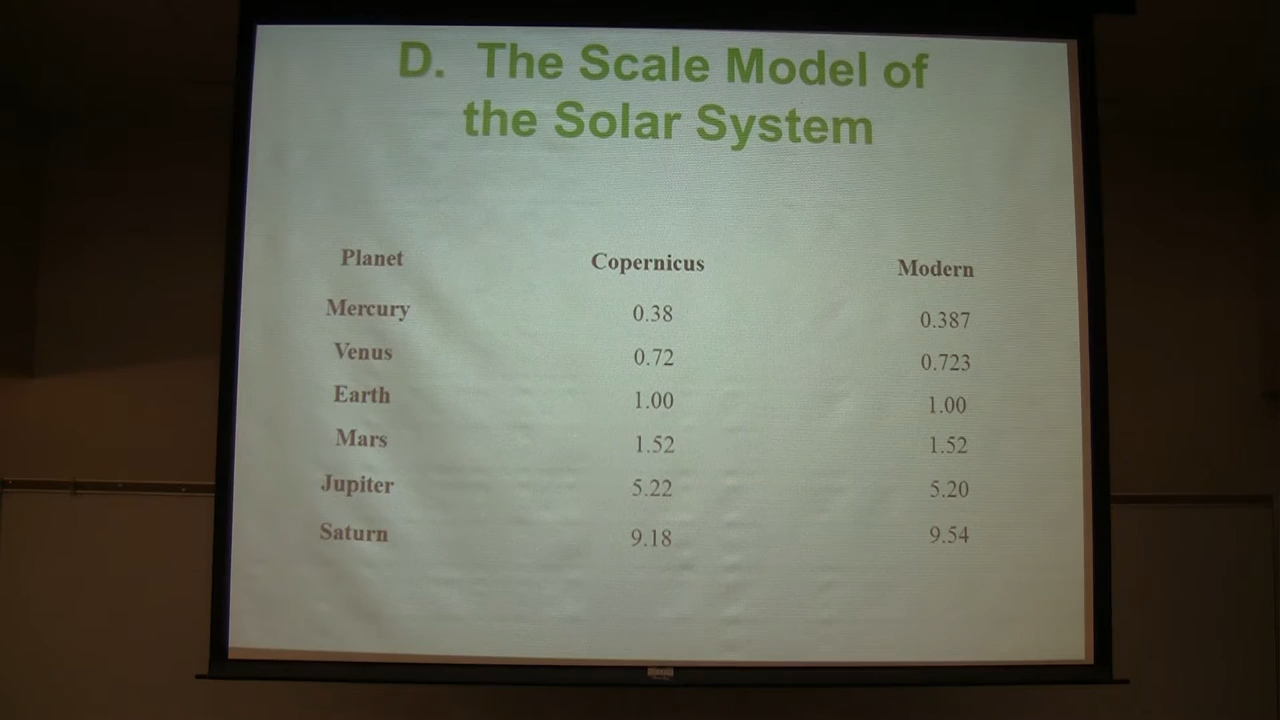 D. The Scale Model of
the Solar System
Planet Copernicus Modern
Mercury 0.38 0.387
Venus 0.72 0.723
Earth 1.00 1.00
Mars 1.52 1.52
Jupiter 5.22 5.20
Saturn 9.18 9.54